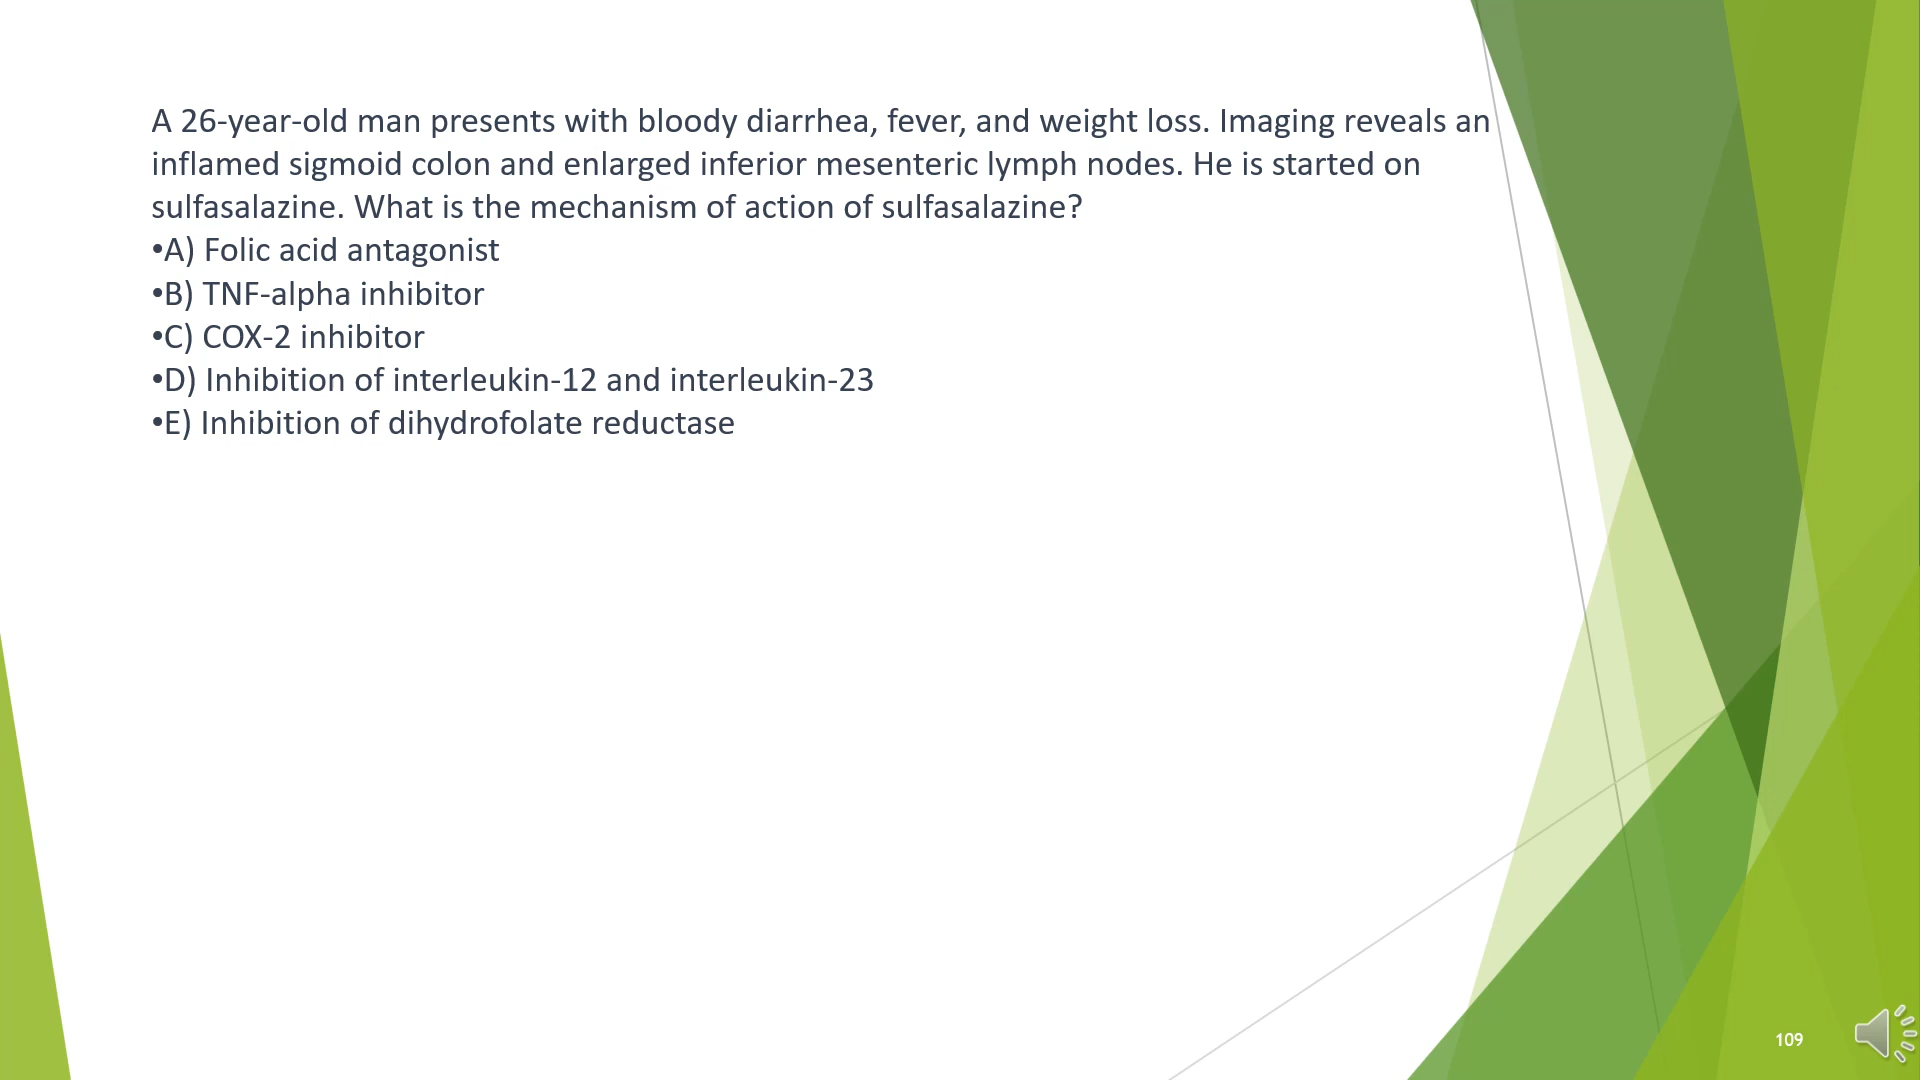 A 26-year-old man presents with bloody diarrhea, fever, and weight loss. Imaging reveals an
inflamed sigmoid colon and enlarged inferior mesenteric lymph nodes. He is started on
sulfasalazine. What is the mechanism of action of sulfasalazine?
•A) Folic acid antagonist
•B) TNF-alpha inhibitor
•C) COX-2 inhibitor
•D) Inhibition of interleukin-12 and interleukin-23
•E) Inhibition of dihydrofolate reductase
109